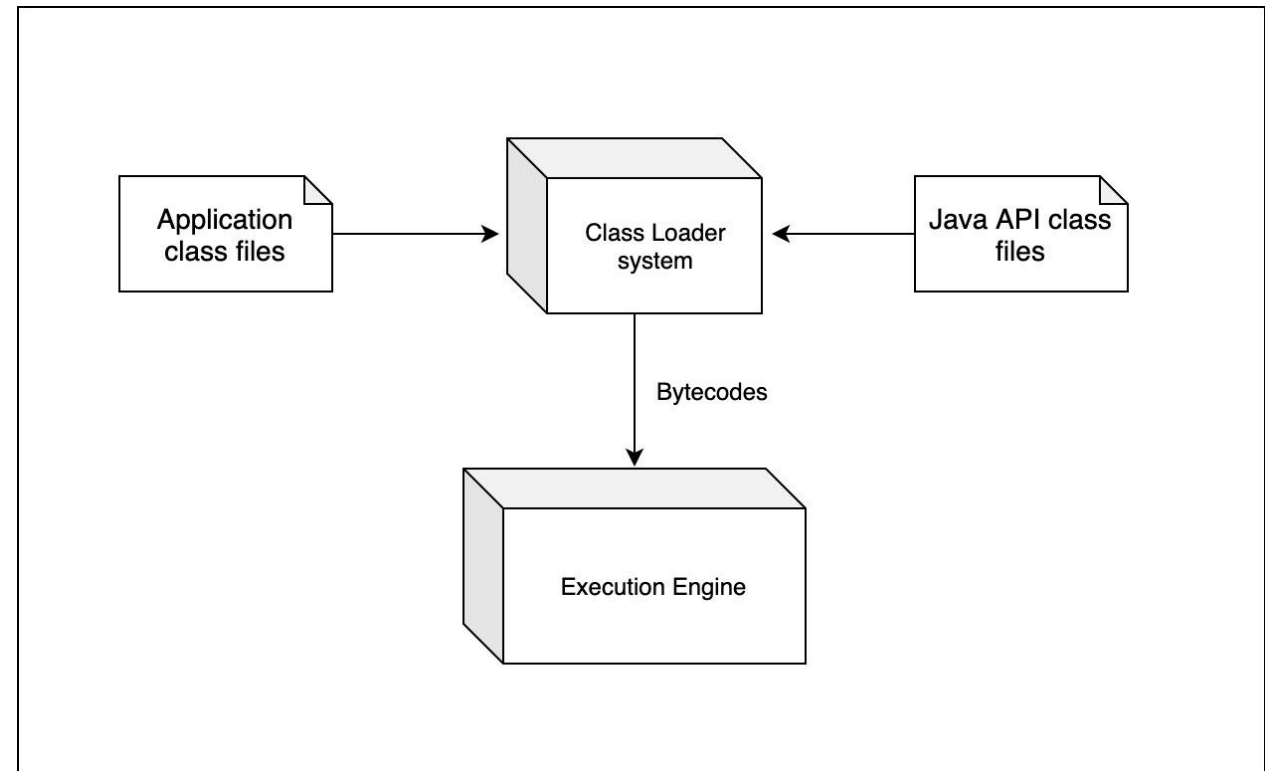 Application
class files
Class Loader
system
Java API class
files
Bytecodes
Execution Engine